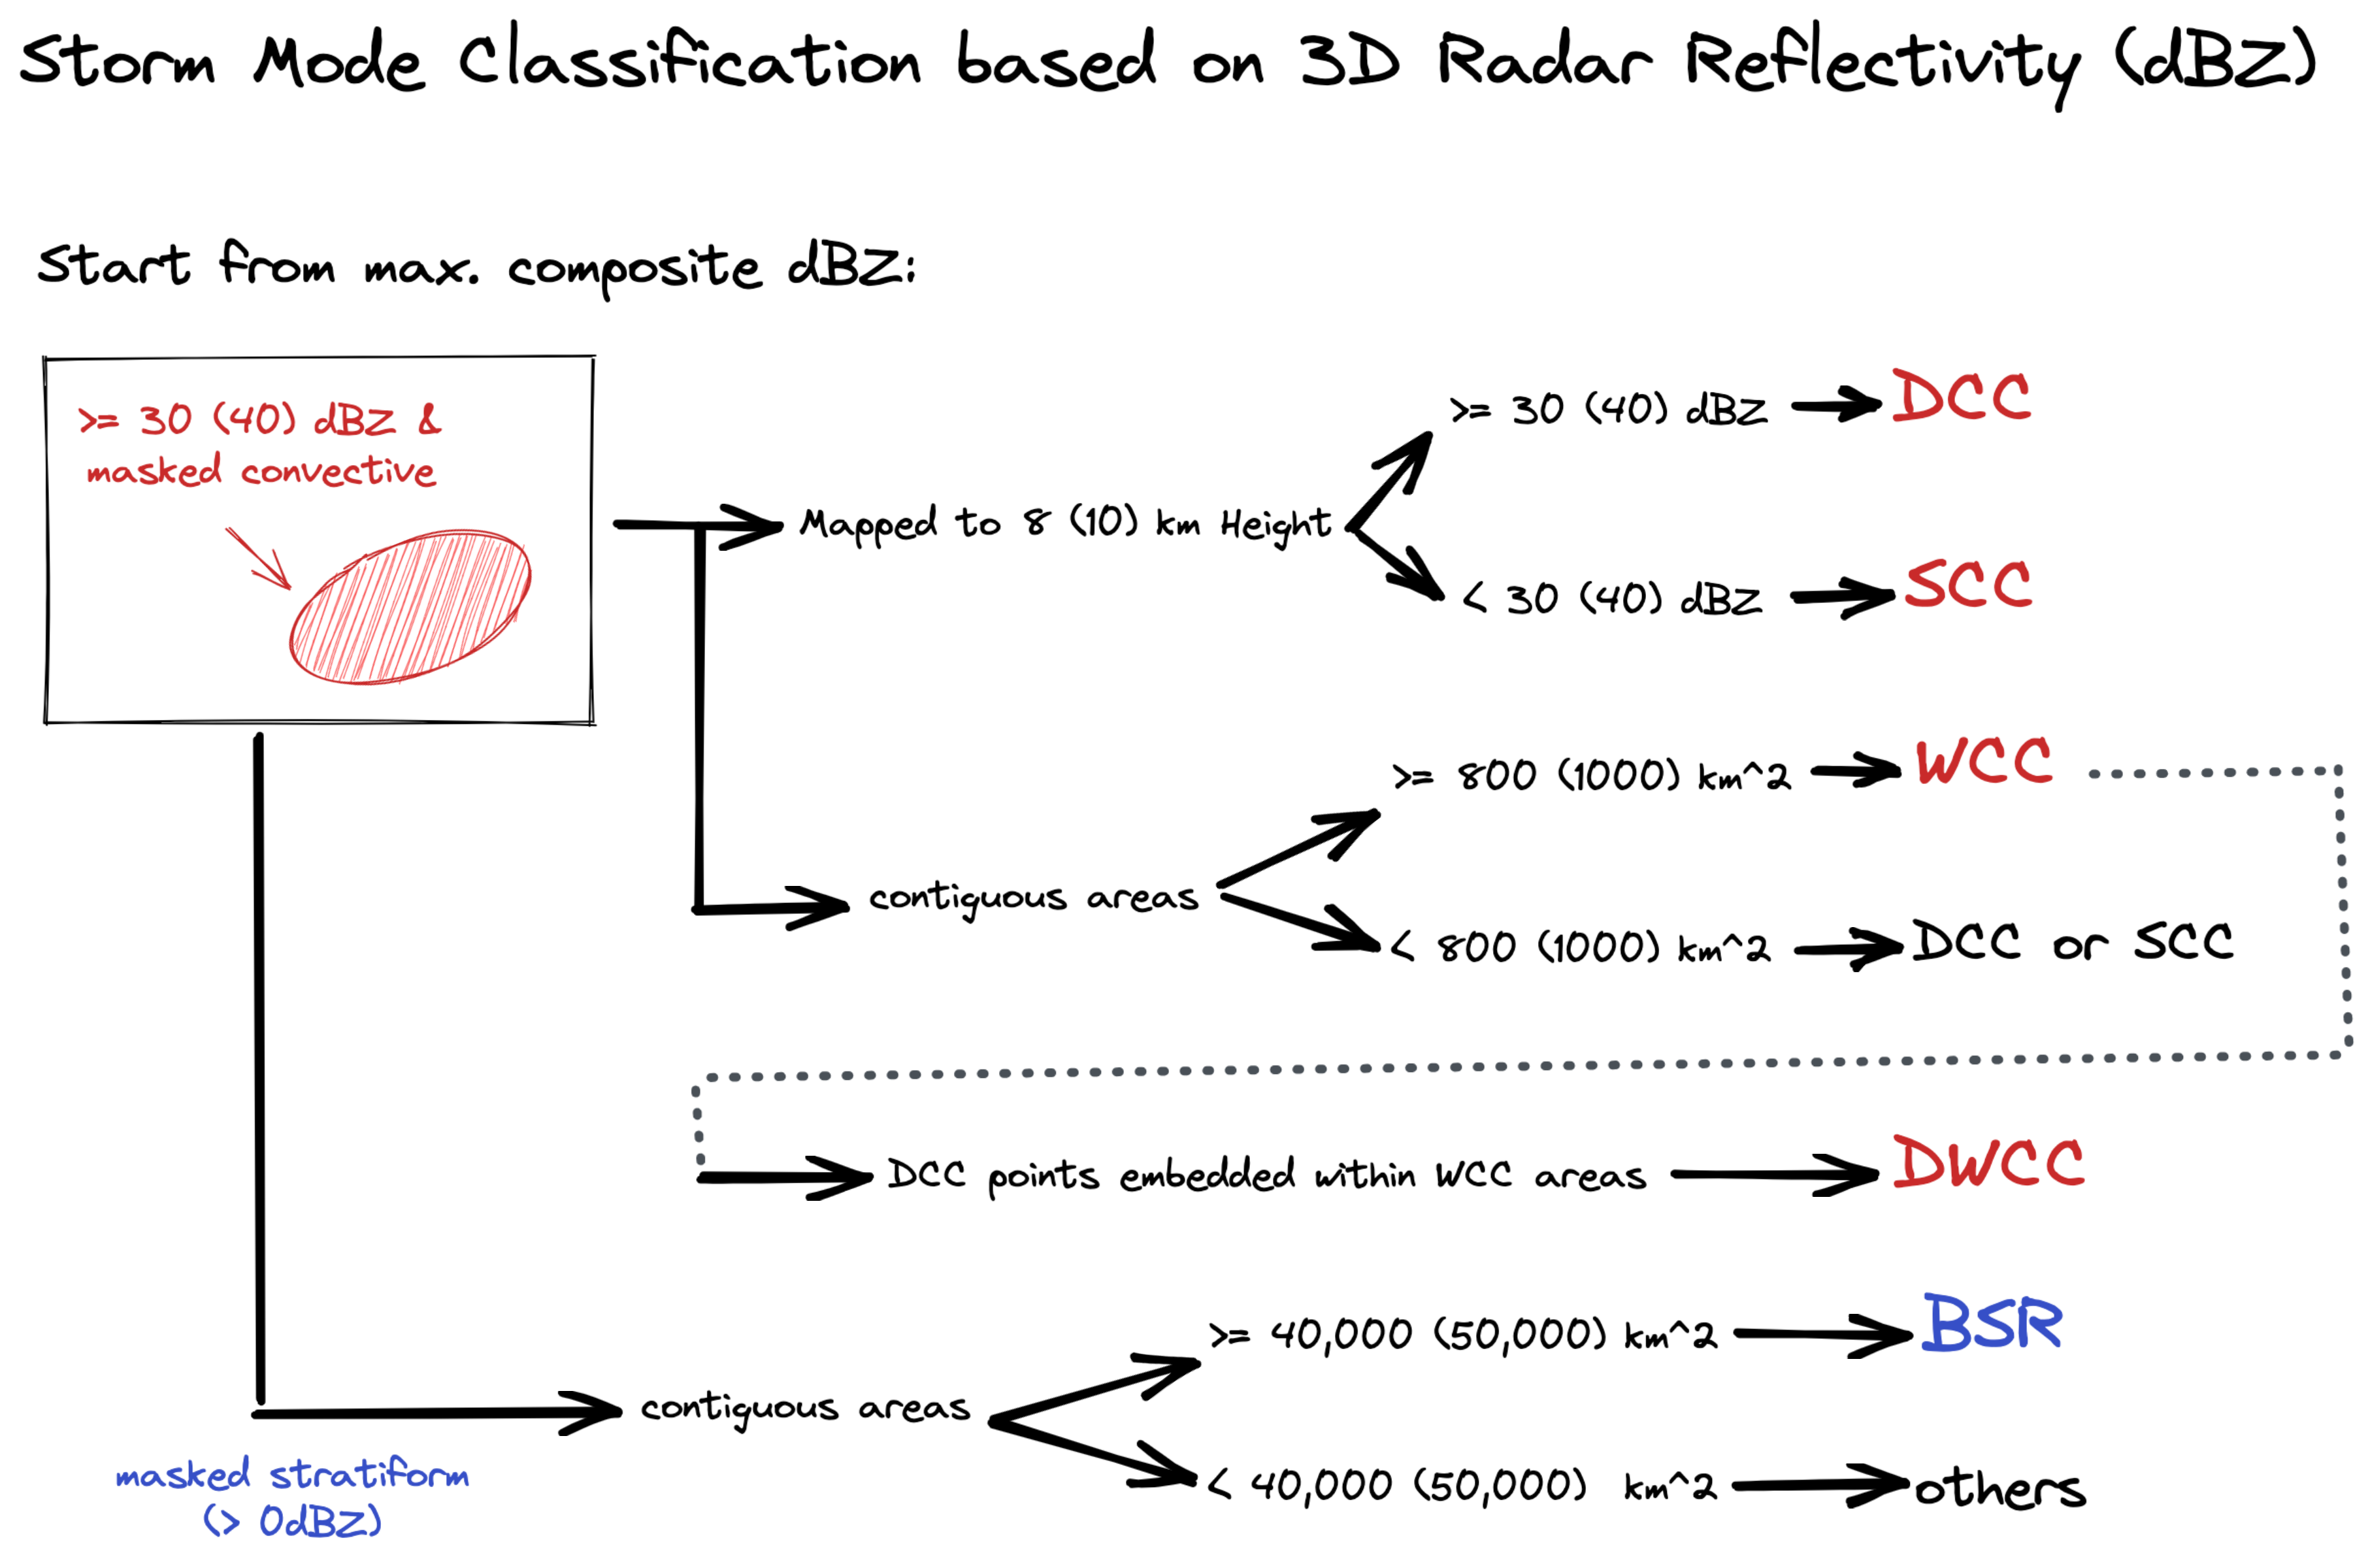 Storm Mode Classification based on 3D Radar Reflectivity (dBZ)
Start from max. composite dBZ:
>= 30 (40) dBZ &
masked convective
Mapped to 8 (10) km Height
>= 30 (40) dBZ
DCC
< 30 (40) dBZ
SCC
contiguous areas
>= 800 (1000) km^2
WCC
< 800 (1000) km^2
DCC or SCC
DCC points embedded within WCC areas
DWCC
contiguous areas
>= 40,000 (50,000) km^2
BSR
< 40,000 (50,000) km^2
others
masked stratiform
(> 0dBZ)